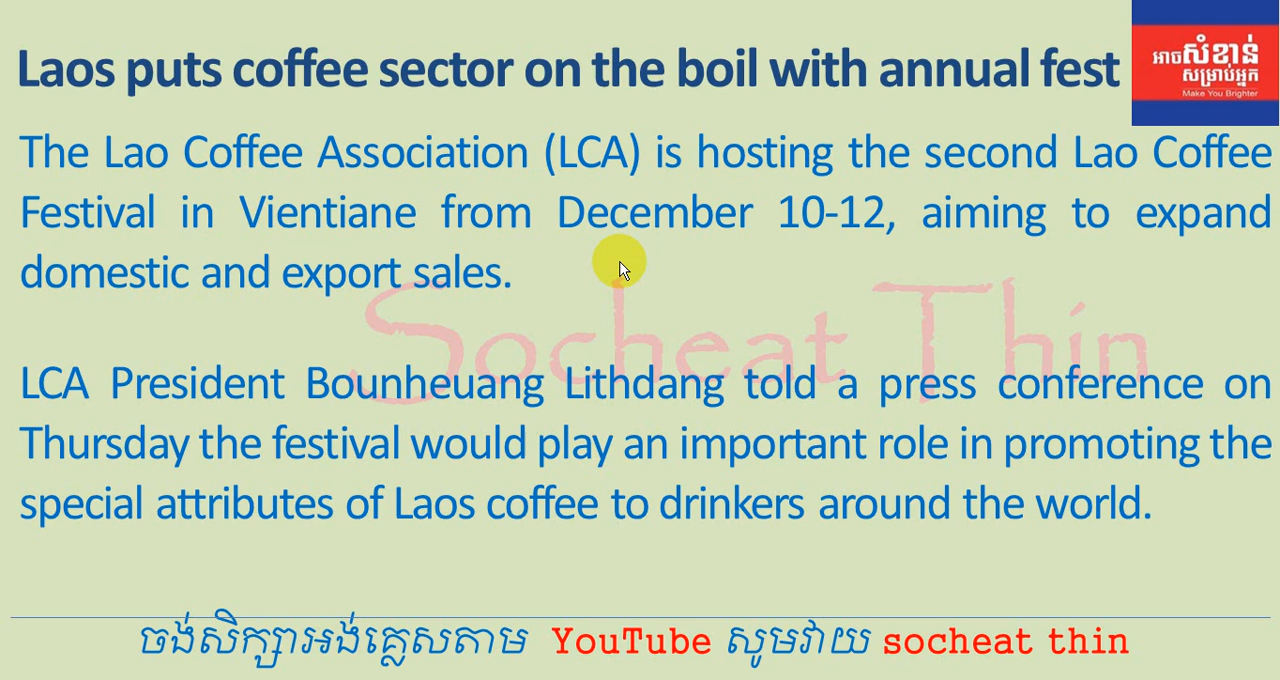 Laos puts coffee sector on the boil with annual fest
អាចសំខាន់
សម្រាប់អ្នក
Make You Brighter
The Lao Coffee Association (LCA) is hosting the second Lao Coffee
Festival in Vientiane from December 10-12, aiming to expand
domestic and export sales.
Socheat Thin
LCA President Bounheuang Lithdang told a press conference on
Thursday the festival would play an important role in promoting the
special attributes of Laos coffee to drinkers around the world.
ចង់សិក្សាអង់គ្លេសតាម YouTube សូមវាយ socheat thin